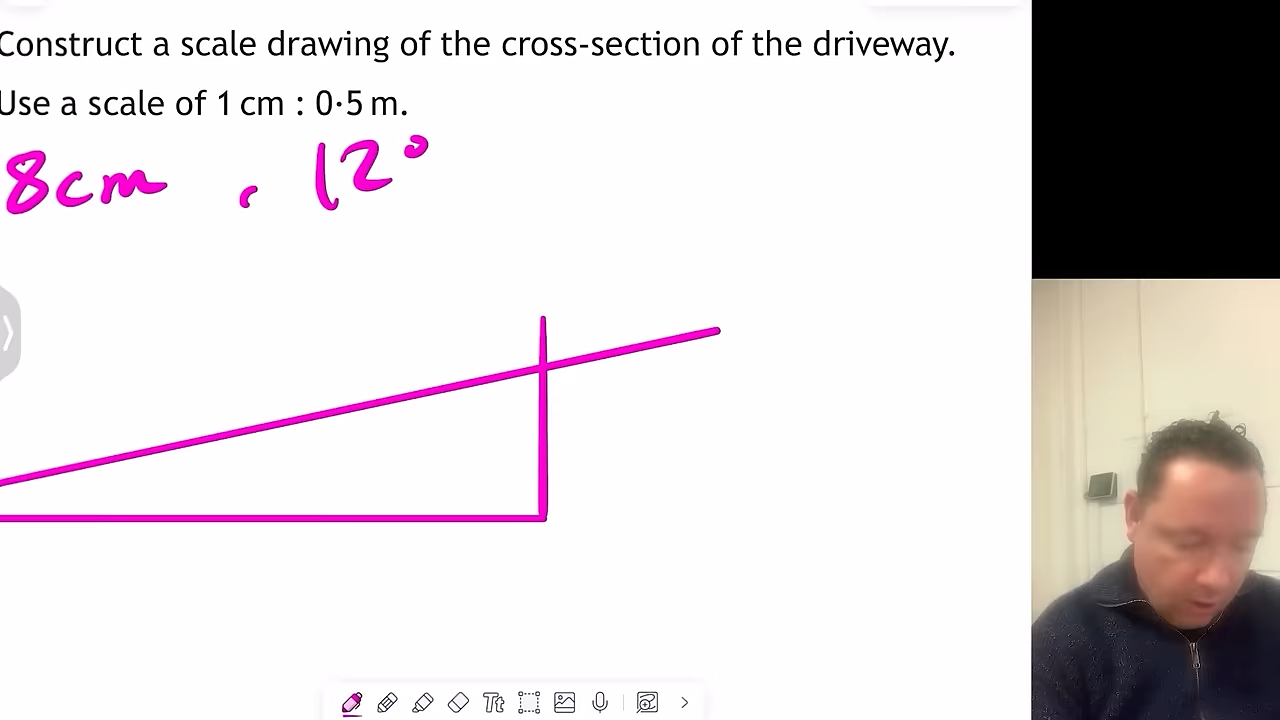 Construct a scale drawing of the cross-section of the driveway.
Use a scale of 1 cm : 0·5 m.
8cm , 12°
Tt